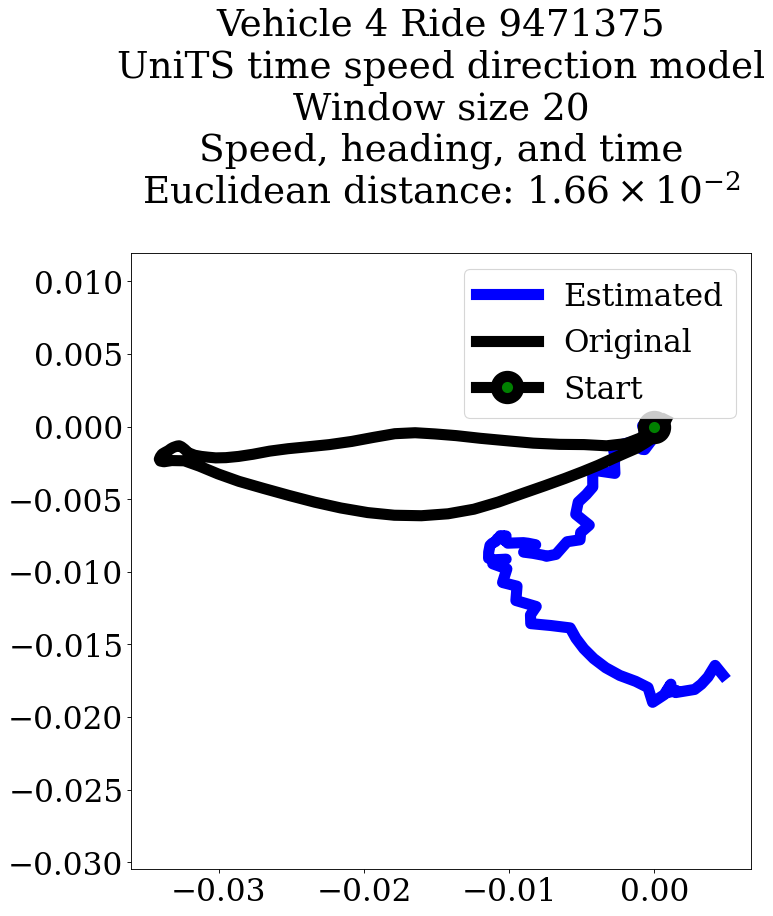 Vehicle 4 Ride 9471375
UniTS time speed direction model
Window size 20
Speed, heading, and time
Euclidean distance: 1.66 × 10⁻²
Estimated
Original
Start
0.010
0.005
0.000
−0.005
−0.010
−0.015
−0.020
−0.025
−0.030
−0.03 −0.02 −0.01 0.00